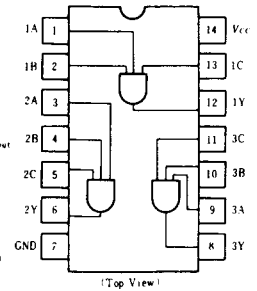 1A 1 14 Vcc
1B 2 13 1C
2A 3 12 1Y
out
2B 4 11 3C
2C 5 10 3B
2Y 6 9 3A
GND 7 8 3Y
(Top View)